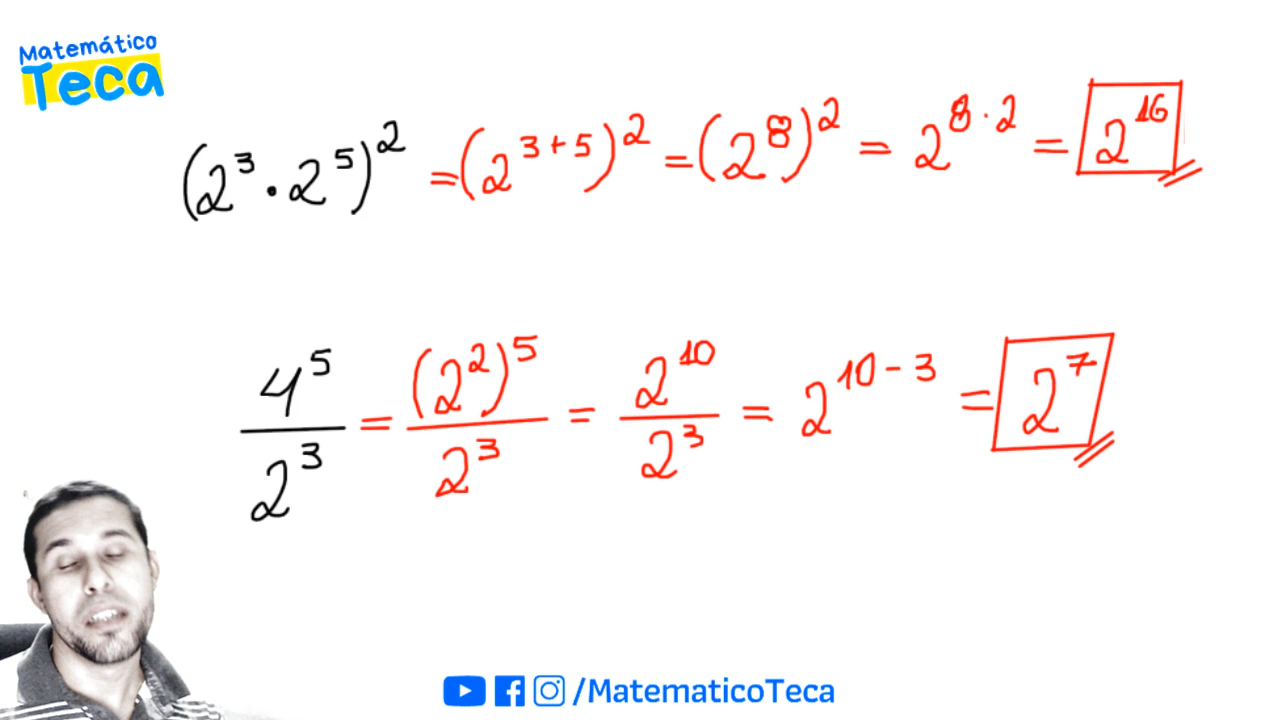 Matemático
Teca
(2³ · 2⁵)² = (2³⁺⁵)² = (2⁸)² = 2⁸·² = 2¹⁶
4⁵/2³ = (2²)⁵/2³ = 2¹⁰/2³ = 2¹⁰⁻³ = 2⁷
/MatematicoTeca